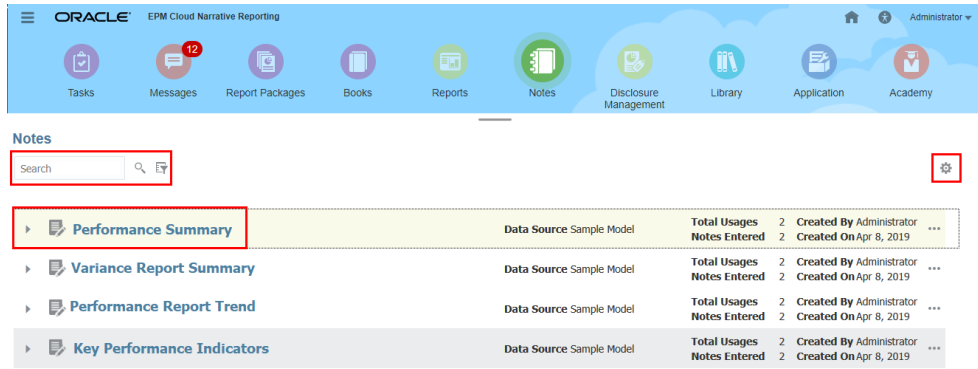 ORACLE® EPM Cloud Narrative Reporting Administrator
12
Tasks Messages Report Packages Books Reports Notes Disclosure Management Library Application Academy
Notes
Search
Performance Summary Data Source Sample Model Total Usages 2 Created By Administrator
Notes Entered 2 Created On Apr 8, 2019
Variance Report Summary Data Source Sample Model Total Usages 2 Created By Administrator
Notes Entered 2 Created On Apr 8, 2019
Performance Report Trend Data Source Sample Model Total Usages 2 Created By Administrator
Notes Entered 2 Created On Apr 8, 2019
Key Performance Indicators Data Source Sample Model Total Usages 2 Created By Administrator
Notes Entered 2 Created On Apr 8, 2019